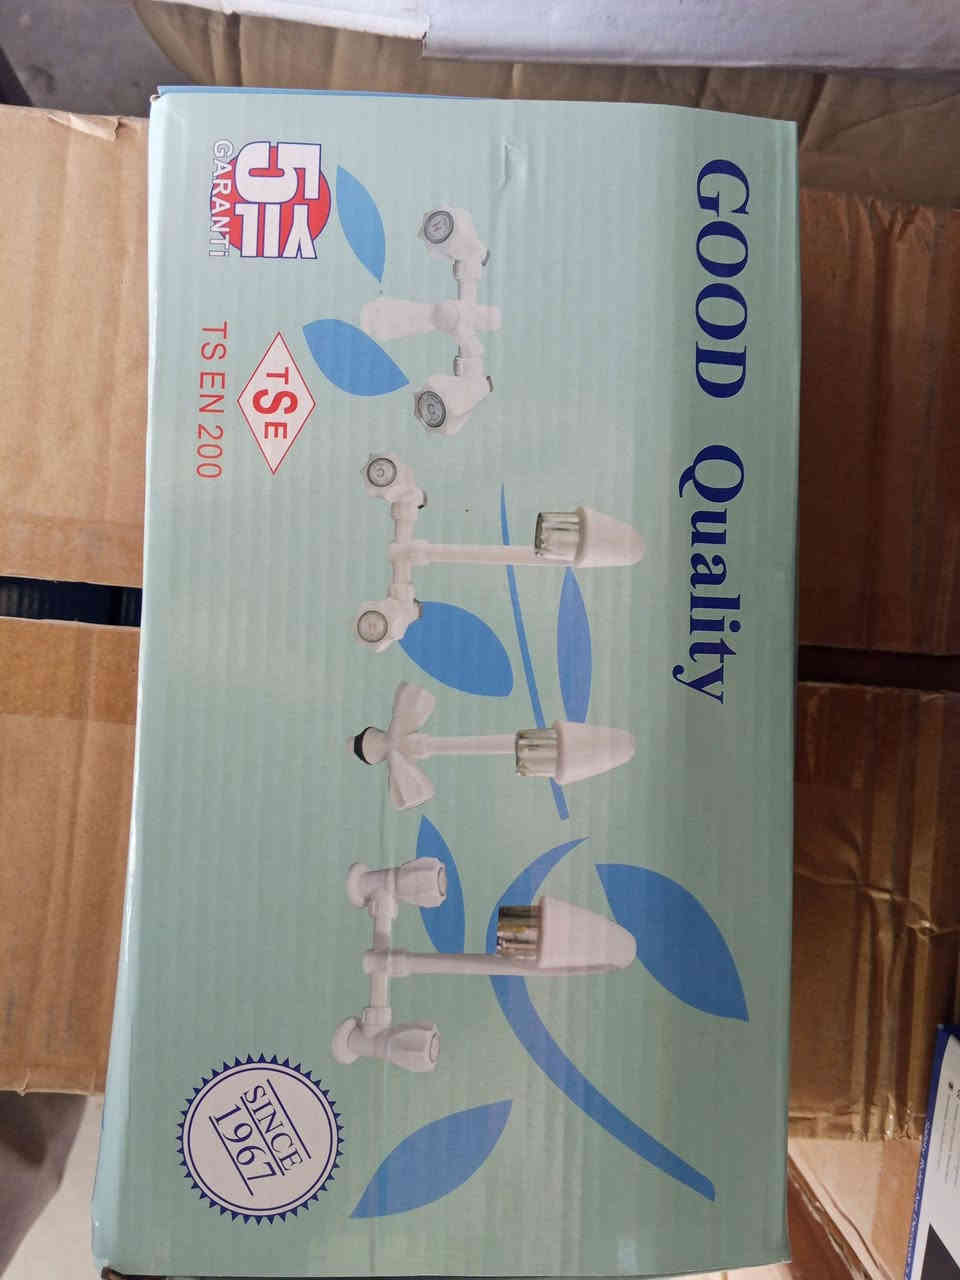 GOOD Quality
5 YIL
GARANTİ
TSE
TS EN 200
SINCE
1967